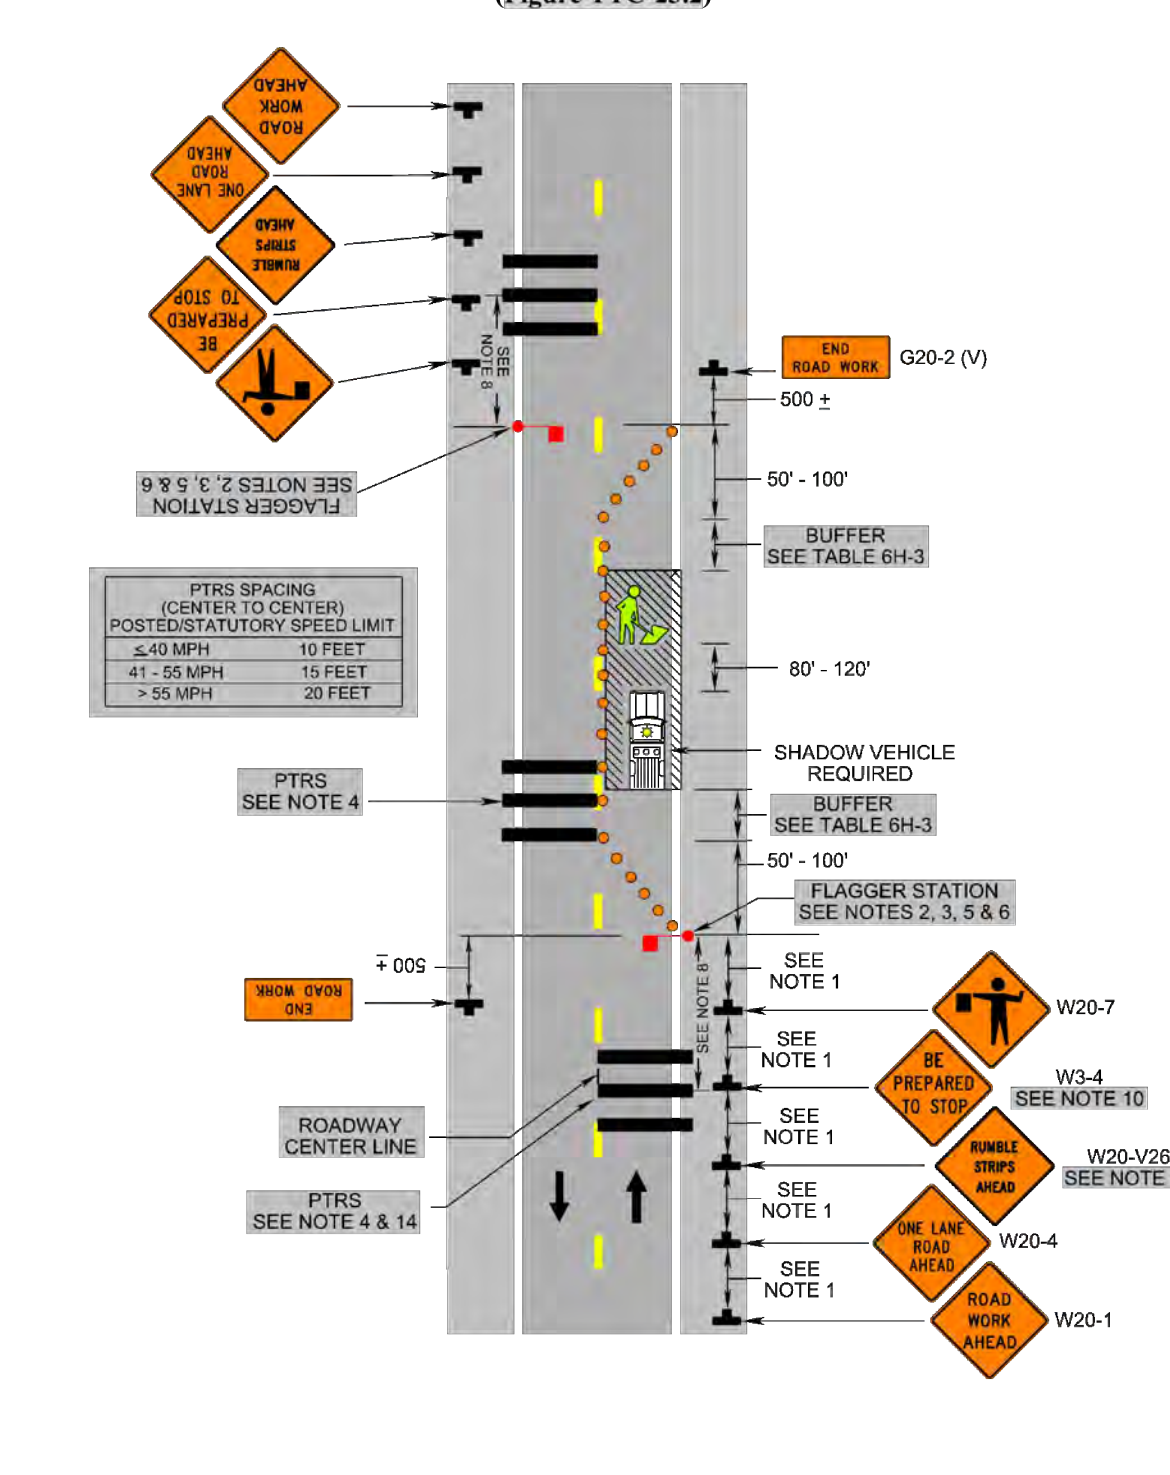 (Figure TTC-23.2)
ROAD
WORK
AHEAD
ONE LANE
ROAD
AHEAD
RUMBLE
STRIPS
AHEAD
BE
PREPARED
TO STOP
SEE
NOTE 8
END
ROAD WORK
G20-2 (V)
500 ±
FLAGGER STATION
SEE NOTES 2, 3, 5 & 6
50' - 100'
BUFFER
SEE TABLE 6H-3
PTRS SPACING
(CENTER TO CENTER)
POSTED/STATUTORY SPEED LIMIT
≤40 MPH 10 FEET
41 - 55 MPH 15 FEET
> 55 MPH 20 FEET
80' - 120'
SHADOW VEHICLE
REQUIRED
PTRS
SEE NOTE 4
BUFFER
SEE TABLE 6H-3
50' - 100'
FLAGGER STATION
SEE NOTES 2, 3, 5 & 6
500 ±
END
ROAD WORK
SEE NOTE 8
SEE
NOTE 1
W20-7
SEE
NOTE 1
BE
PREPARED
TO STOP
W3-4
SEE NOTE 10
ROADWAY
CENTER LINE
SEE
NOTE 1
RUMBLE
STRIPS
AHEAD
W20-V26
SEE NOTE
PTRS
SEE NOTE 4 & 14
SEE
NOTE 1
ONE LANE
ROAD
AHEAD
W20-4
SEE
NOTE 1
ROAD
WORK
AHEAD
W20-1